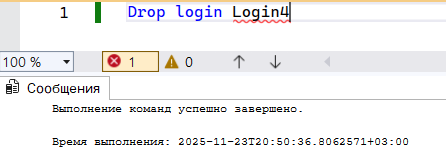 1 Drop login Login4
100 % 1 0
Сообщения
Выполнение команд успешно завершено.
Время выполнения: 2025-11-23T20:50:36.8062571+03:00